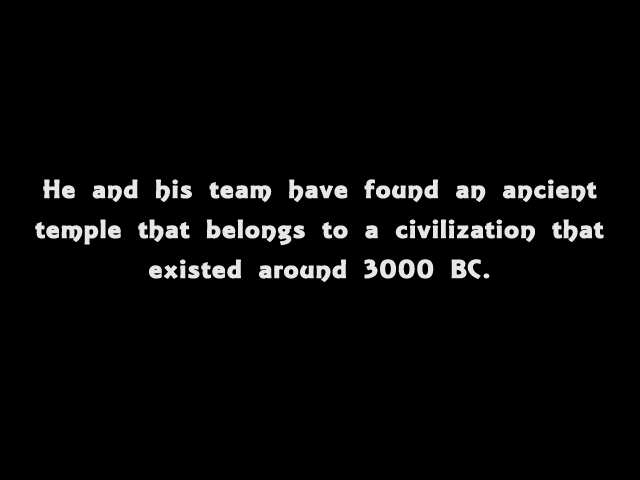 He and his team have found an ancient
temple that belongs to a civilization that
existed around 3000 BC.